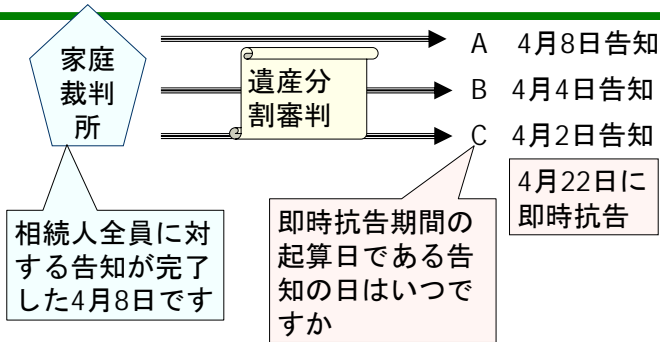 家庭
裁判
所
遺産分
割審判
A 4月8日告知
B 4月4日告知
C 4月2日告知
4月22日に
即時抗告
相続人全員に対
する告知が完了
した4月8日です
即時抗告期間の
起算日である告
知の日はいつで
すか